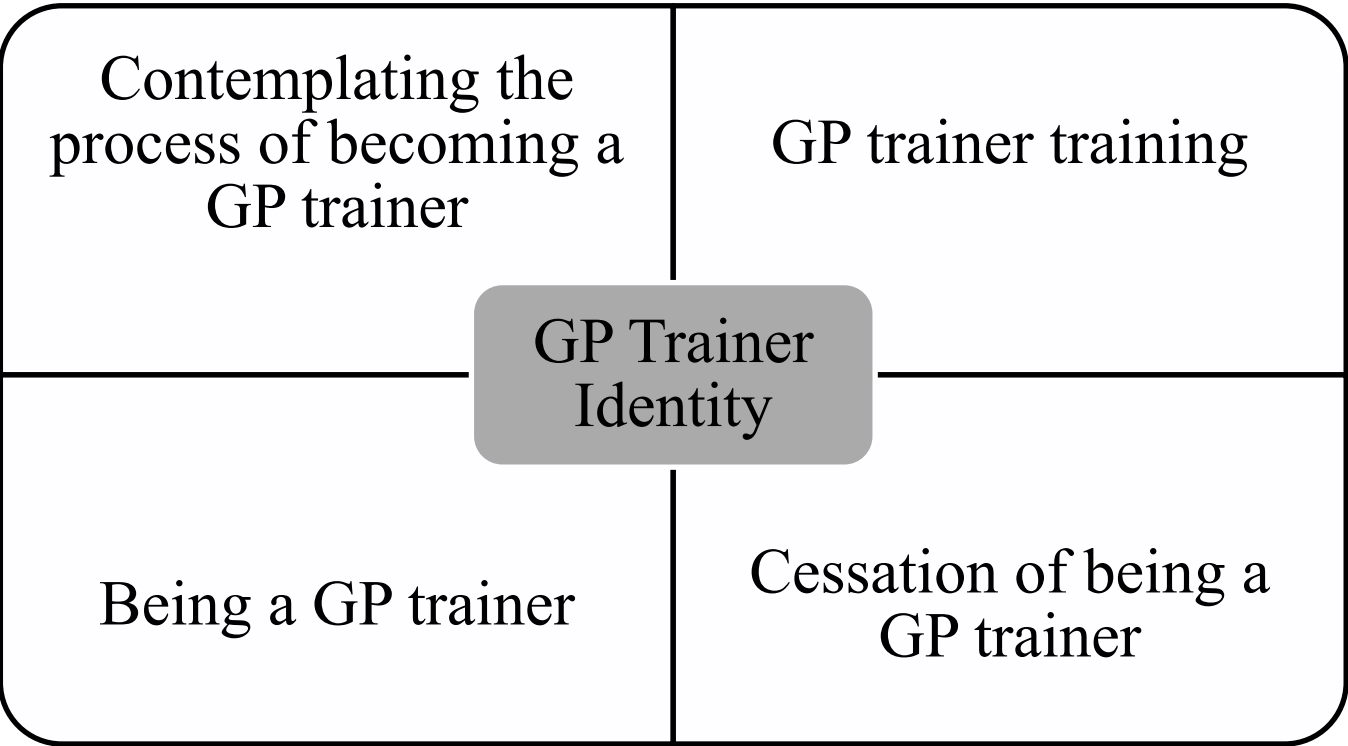 Contemplating the
process of becoming a
GP trainer
GP trainer training
GP Trainer
Identity
Being a GP trainer
Cessation of being a
GP trainer